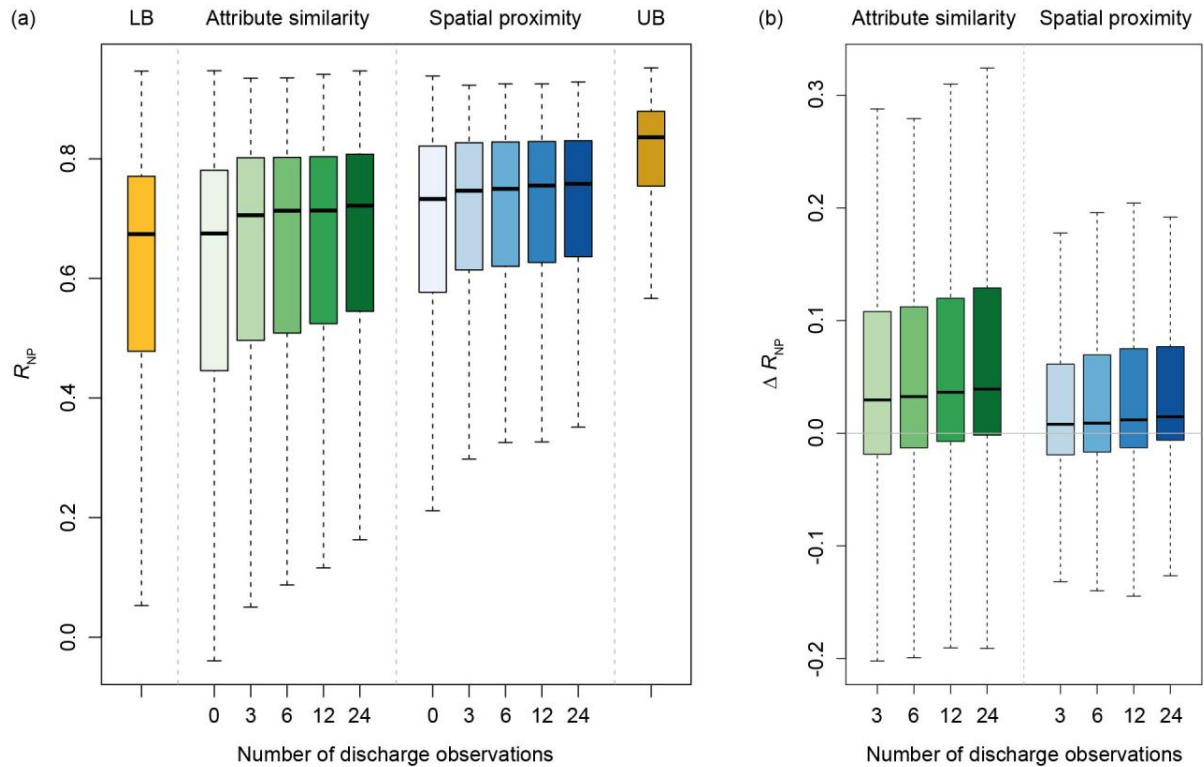 (a)
LB Attribute similarity Spatial proximity UB
R_NP
0.8
0.6
0.4
0.2
0.0
0 3 6 12 24 0 3 6 12 24
Number of discharge observations
(b)
Attribute similarity Spatial proximity
Δ R_NP
0.3
0.2
0.1
0.0
-0.1
-0.2
3 6 12 24 3 6 12 24
Number of discharge observations